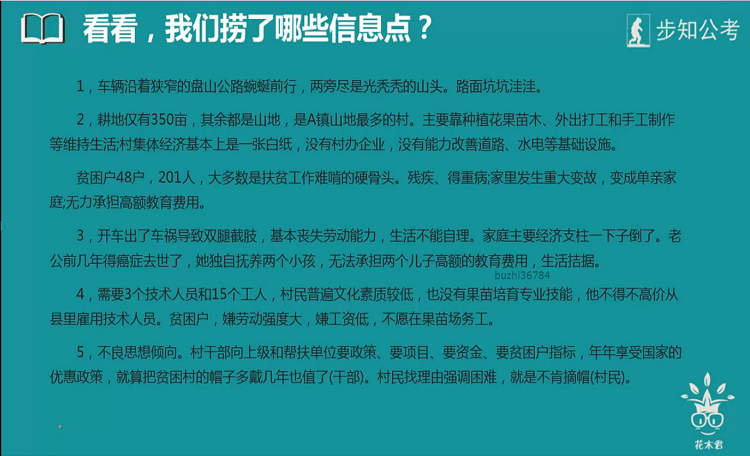 看看，我们捞了哪些信息点？
步知公考
1，车辆沿着狭窄的盘山公路蜿蜒前行，两旁尽是光秃秃的山头。路面坑坑洼洼。
2，耕地仅有350亩，其余都是山地，是A镇山地最多的村。主要靠种植花果苗木、外出打工和手工制作
等维持生活;村集体经济基本上是一张白纸，没有村办企业，没有能力改善道路、水电等基础设施。
贫困户48户，201人，大多数是扶贫工作难啃的硬骨头。残疾、得重病;家里发生重大变故，变成单亲家
庭;无力承担高额教育费用。
3，开车出了车祸导致双腿截肢，基本丧失劳动能力，生活不能自理。家庭主要经济支柱一下子倒了。老
公前几年得癌症去世了，她独自抚养两个小孩，无法承担两个儿子高额的教育费用，生活拮据。
buzhi36784
4，需要3个技术人员和15个工人，村民普遍文化素质较低，也没有果苗培育专业技能，他不得不高价从
县里雇用技术人员。贫困户，嫌劳动强度大，嫌工资低，不愿在果苗场务工。
5，不良思想倾向。村干部向上级和帮扶单位要政策、要项目、要资金、要贫困户指标，年年享受国家的
优惠政策，就算把贫困村的帽子多戴几年也值了(干部)。村民找理由强调困难，就是不肯摘帽(村民)。
花木君